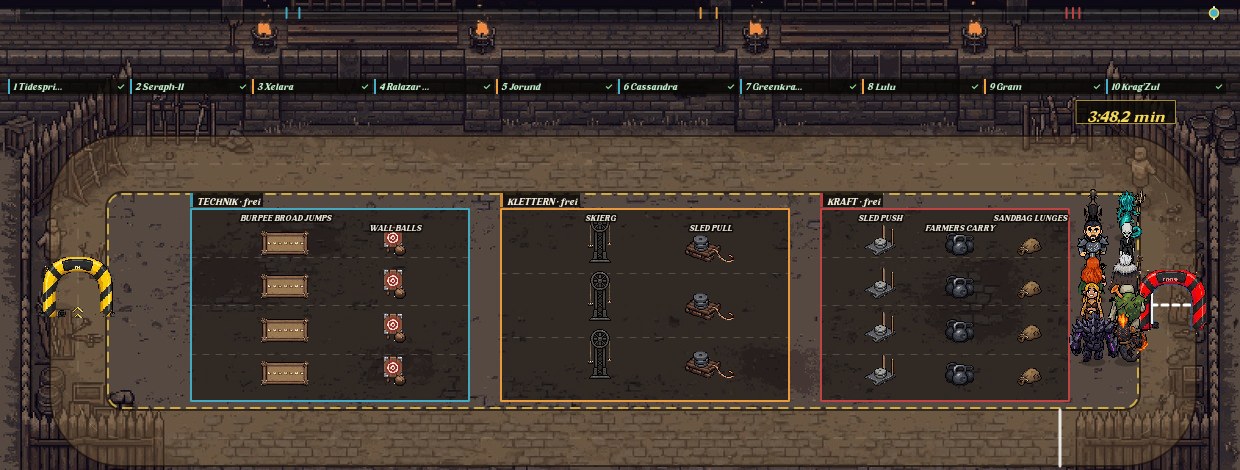 1 Tidespri... ✓
2 Seraph-II ✓
3 Xelara ✓
4 Ralazar ... ✓
5 Jorund ✓
6 Cassandra ✓
7 Greenkra... ✓
8 Lulu ✓
9 Gram ✓
10 Krag'Zul ✓
3:48,2 min
TECHNIK · frei
KLETTERN · frei
KRAFT · frei
BURPEE BROAD JUMPS
WALL-BALLS
SKIERG
SLED PULL
SLED PUSH
FARMERS CARRY
SANDBAG LUNGES